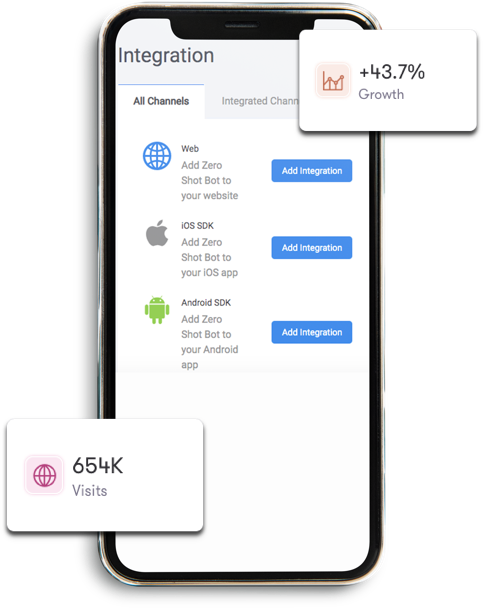 Integration
+43.7%
Growth
All Channels
Integrated Chann
Web
Add Zero
Shot Bot to
your website
Add Integration
iOS SDK
Add Zero
Shot Bot to
your iOS app
Add Integration
Android SDK
Add Zero
Shot Bot to
your Android
app
Add Integration
654K
Visits